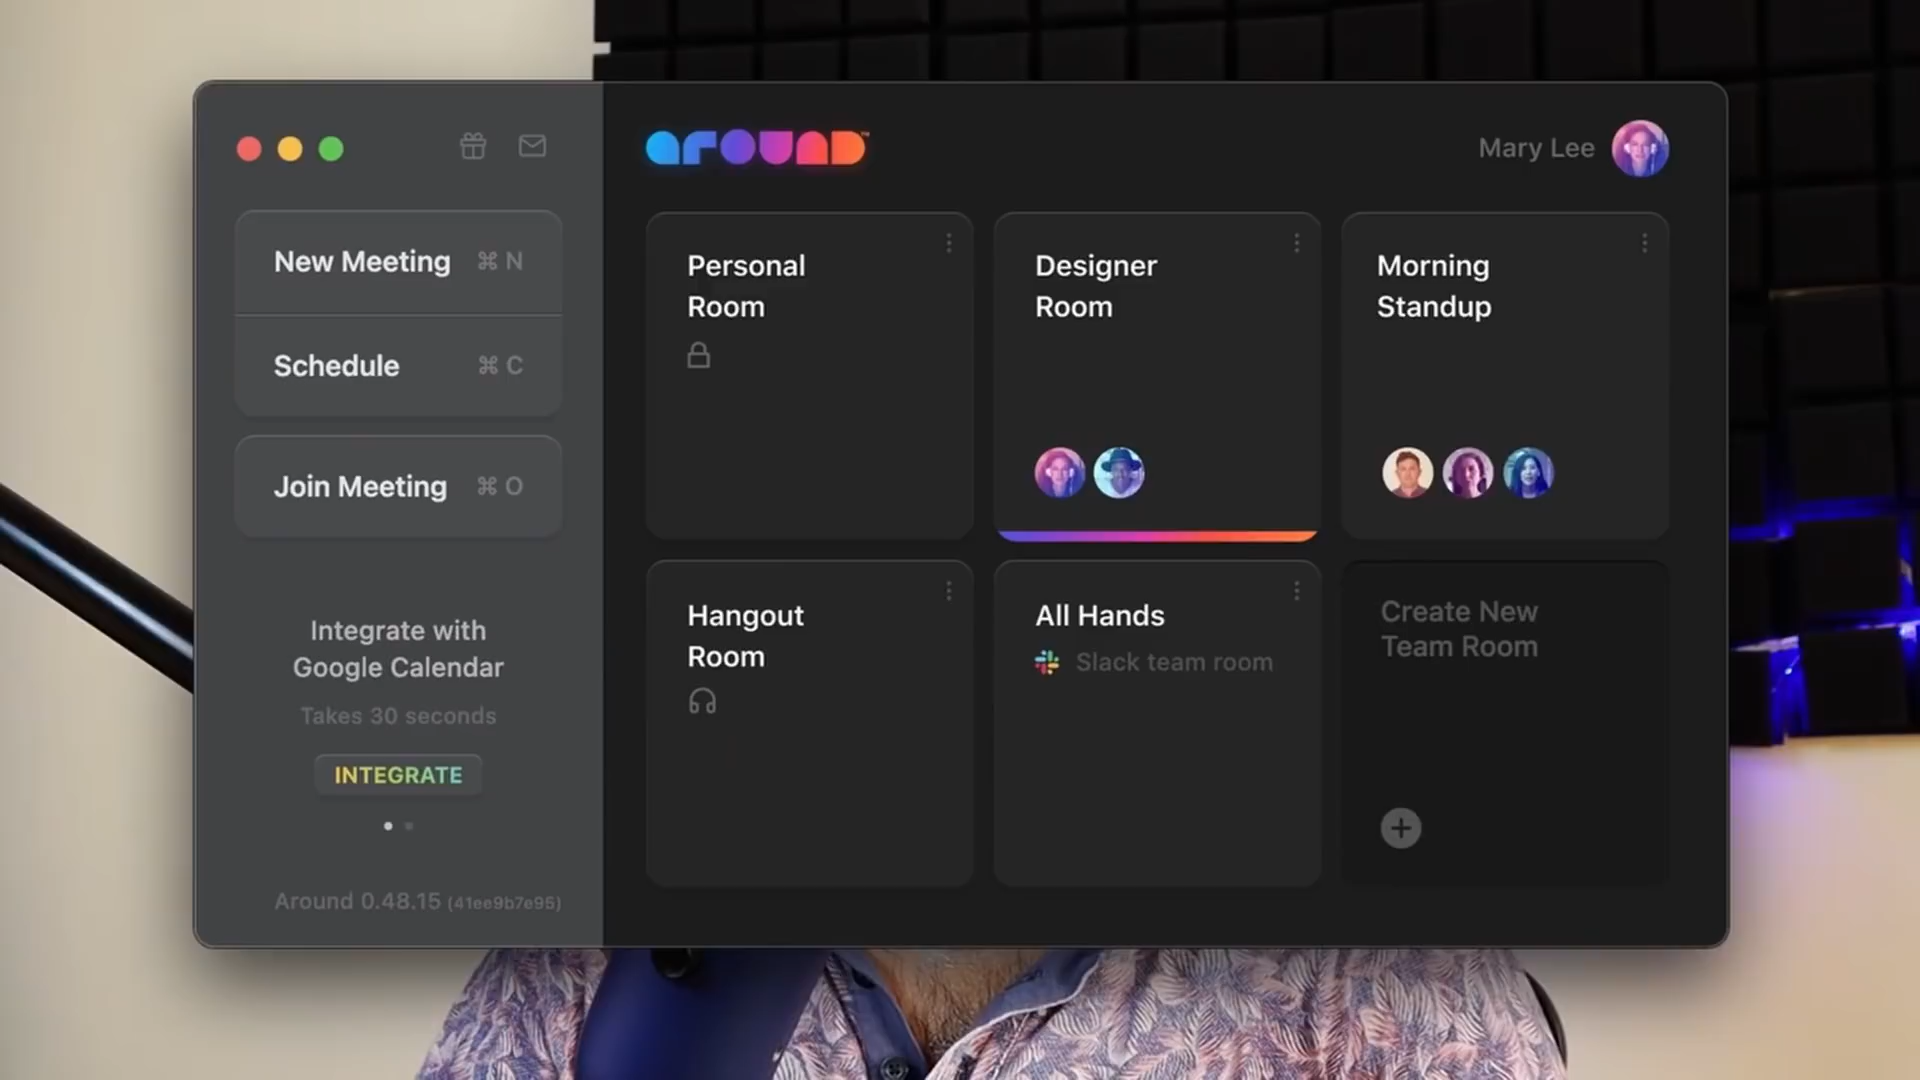 New Meeting ⌘ N
Schedule ⌘ C
Join Meeting ⌘ O
Integrate with
Google Calendar
Takes 30 seconds
INTEGRATE
Around 0.48.15 (41ee9b7e95)
around™
Mary Lee
Personal
Room
Designer
Room
Morning
Standup
Hangout
Room
All Hands
Slack team room
Create New
Team Room